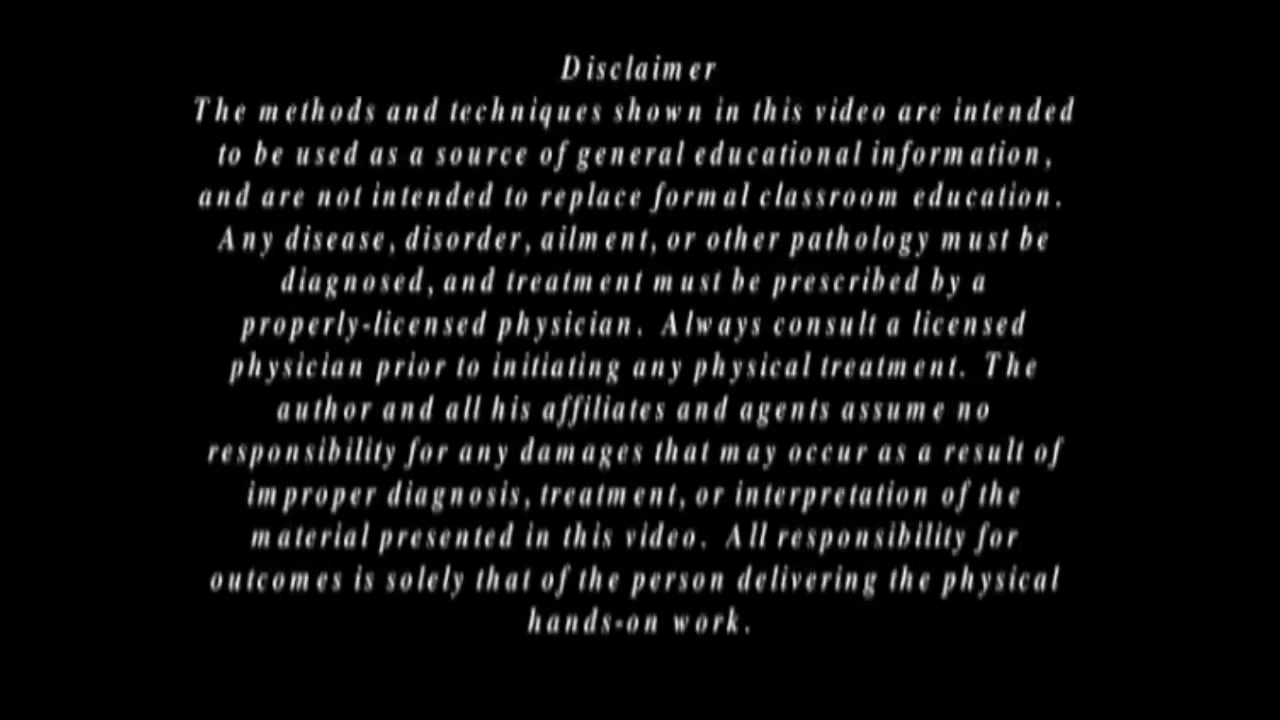 Disclaimer
The methods and techniques shown in this video are intended
to be used as a source of general educational information,
and are not intended to replace formal classroom education.
Any disease, disorder, ailment, or other pathology must be
diagnosed, and treatment must be prescribed by a
properly-licensed physician. Always consult a licensed
physician prior to initiating any physical treatment. The
author and all his affiliates and agents assume no
responsibility for any damages that may occur as a result of
improper diagnosis, treatment, or interpretation of the
material presented in this video. All responsibility for
outcomes is solely that of the person delivering the physical
hands-on work.